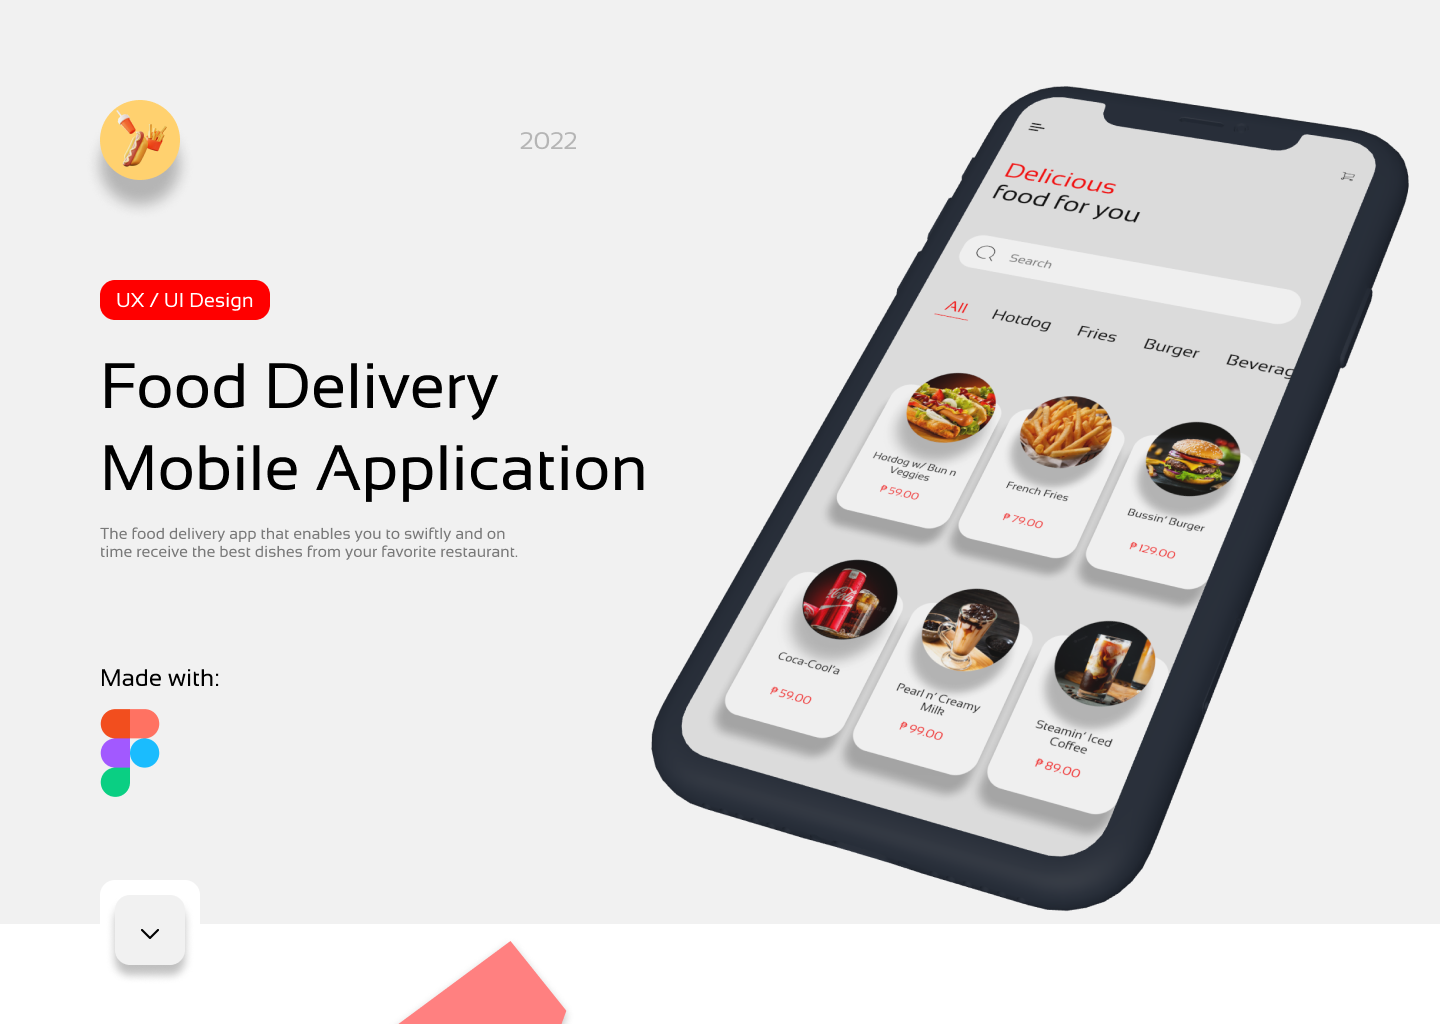 2022
UX / UI Design
Food Delivery
Mobile Application
The food delivery app that enables you to swiftly and on
time receive the best dishes from your favorite restaurant.
Made with:
Delicious
food for you
Search
All Hotdog Fries Burger Beverag
Hotdog w/ Bun n
Veggies
₱ 59.00
French Fries
₱ 79.00
Bussin' Burger
₱ 129.00
Coca-Cool'a
₱ 59.00
Pearl n' Creamy
Milk
₱ 99.00
Steamin' Iced
Coffee
₱ 89.00